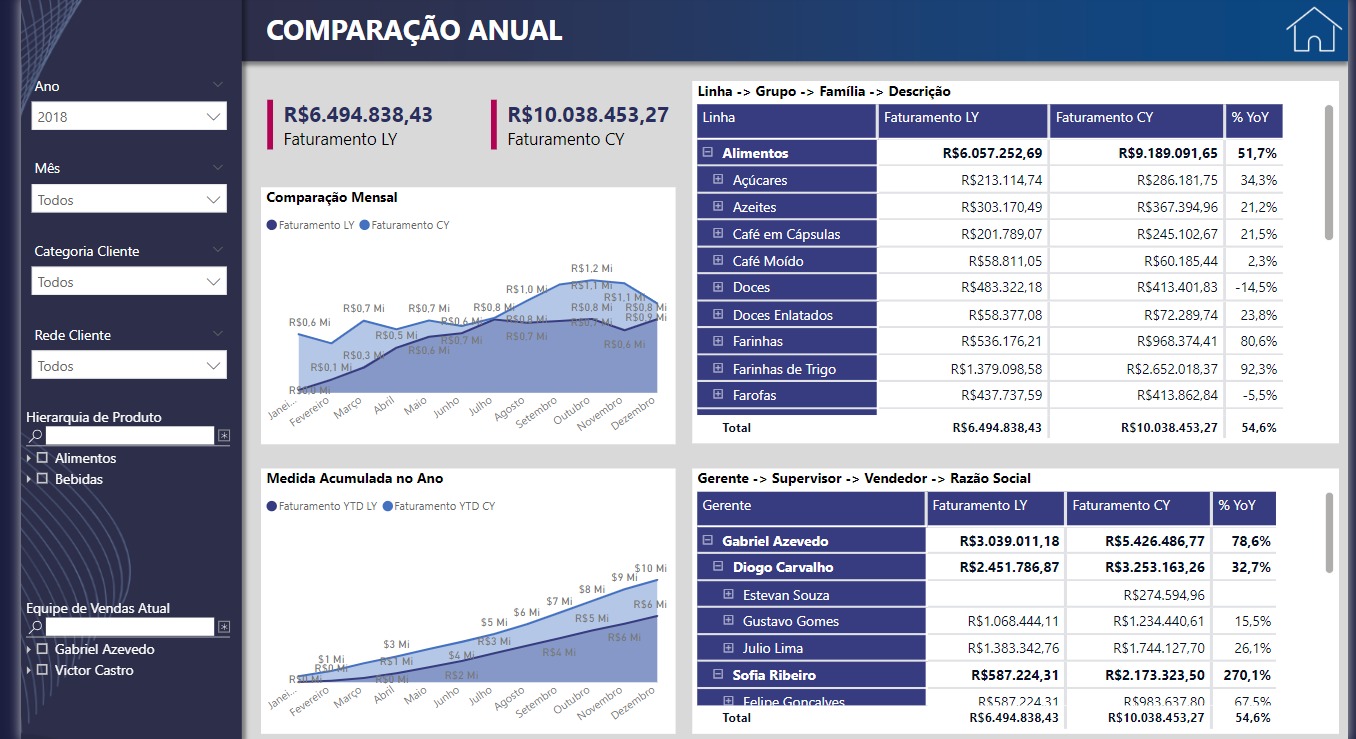 COMPARAÇÃO ANUAL
Ano
2018
Mês
Todos
Categoria Cliente
Todos
Rede Cliente
Todos
Hierarquia de Produto
Alimentos
Bebidas
Equipe de Vendas Atual
Gabriel Azevedo
Victor Castro
R$6.494.838,43
Faturamento LY
R$10.038.453,27
Faturamento CY
Comparação Mensal
Faturamento LY Faturamento CY
R$1,2 Mi
R$1,1 Mi
R$1,0 Mi
R$1,1 Mi
R$0,7 Mi R$0,7 Mi R$0,8 Mi R$0,8 Mi R$0,8 Mi
R$0,6 Mi R$0,6 Mi R$0,8 Mi R$0,9 Mi
R$0,5 Mi R$0,7 Mi R$0,7 Mi R$0,7 Mi
R$0,3 Mi R$0,6 Mi R$0,6 Mi
R$0,1 Mi
R$0,0 Mi
Janei... Fevereiro Março Abril Maio Junho Julho Agosto Setembro Outubro Novembro Dezembro
Medida Acumulada no Ano
Faturamento YTD LY Faturamento YTD CY
$10 Mi
$9 Mi
$8 Mi
$7 Mi
$6 Mi R$6 Mi
$5 Mi R$5 Mi
$3 Mi R$3 Mi R$6 Mi
$1 Mi R$1 Mi $4 Mi $4 Mi
R$0 Mi R$0 Mi R$2 Mi
Janei... Fevereiro Março Abril Maio Junho Julho Agosto Setembro Outubro Novembro Dezembro
Linha -> Grupo -> Família -> Descrição
Linha Faturamento LY Faturamento CY % YoY
Alimentos R$6.057.252,69 R$9.189.091,65 51,7%
Açúcares R$213.114,74 R$286.181,75 34,3%
Azeites R$303.170,49 R$367.394,96 21,2%
Café em Cápsulas R$201.789,07 R$245.102,67 21,5%
Café Moído R$58.811,05 R$60.185,44 2,3%
Doces R$483.322,18 R$413.401,83 -14,5%
Doces Enlatados R$58.377,08 R$72.289,74 23,8%
Farinhas R$536.176,21 R$968.374,41 80,6%
Farinhas de Trigo R$1.379.098,58 R$2.652.018,37 92,3%
Farofas R$437.737,59 R$413.862,84 -5,5%
Total R$6.494.838,43 R$10.038.453,27 54,6%
Gerente -> Supervisor -> Vendedor -> Razão Social
Gerente Faturamento LY Faturamento CY % YoY
Gabriel Azevedo R$3.039.011,18 R$5.426.486,77 78,6%
Diogo Carvalho R$2.451.786,87 R$3.253.163,26 32,7%
Estevan Souza R$274.594,96
Gustavo Gomes R$1.068.444,11 R$1.234.440,61 15,5%
Julio Lima R$1.383.342,76 R$1.744.127,70 26,1%
Sofia Ribeiro R$587.224,31 R$2.173.323,50 270,1%
Felipe Gonçalves R$587.224,31 R$983.637,80 67,5%
Total R$6.494.838,43 R$10.038.453,27 54,6%